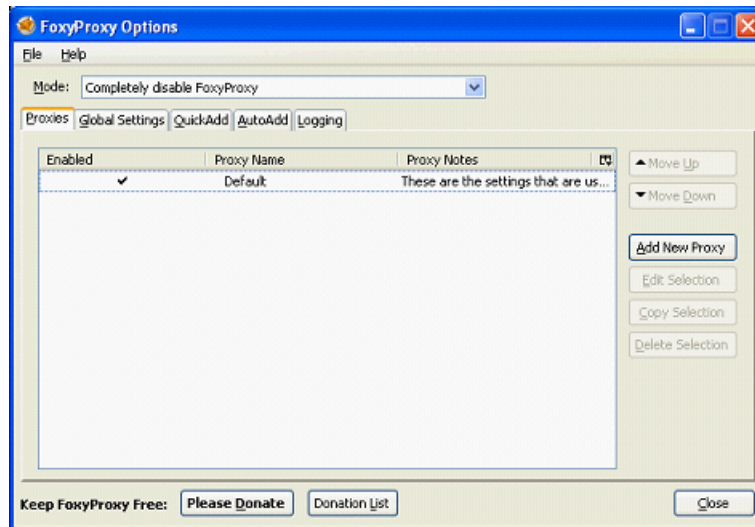 FoxyProxy Options
File Help
Mode: Completely disable FoxyProxy
Proxies Global Settings QuickAdd AutoAdd Logging
Enabled Proxy Name Proxy Notes
Default These are the settings that are us...
Move Up
Move Down
Add New Proxy
Edit Selection
Copy Selection
Delete Selection
Keep FoxyProxy Free: Please Donate Donation List Close